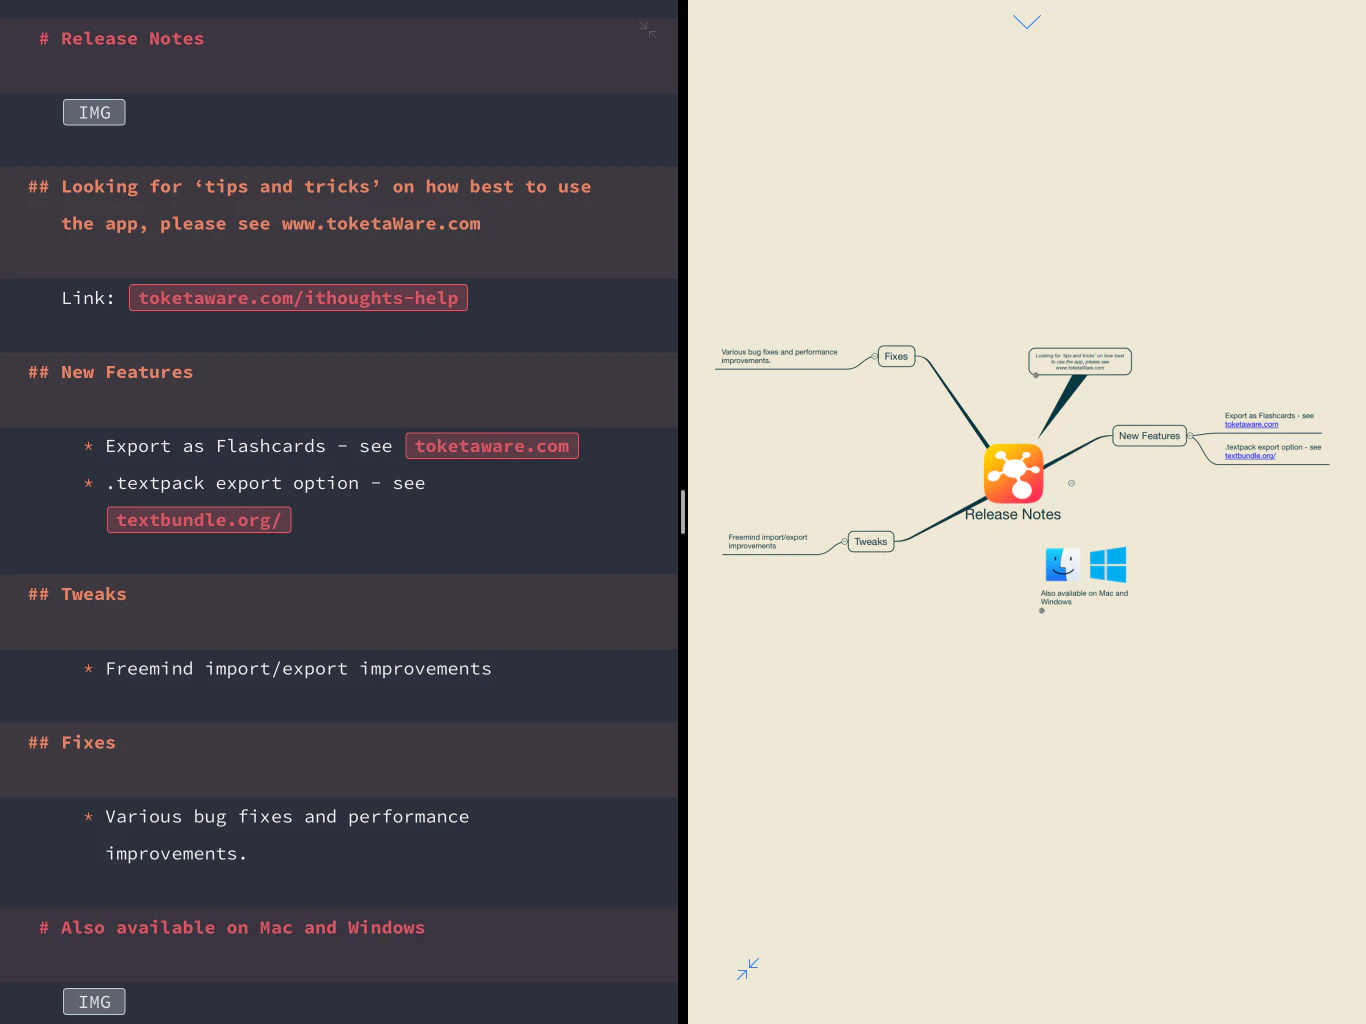 # Release Notes
IMG
## Looking for ‘tips and tricks’ on how best to use
the app, please see www.toketaWare.com
Link: toketaware.com/ithoughts-help
## New Features
* Export as Flashcards - see toketaware.com
* .textpack export option - see
textbundle.org/
## Tweaks
* Freemind import/export improvements
## Fixes
* Various bug fixes and performance
improvements.
# Also available on Mac and Windows
IMG
Various bug fixes and performance
improvements.
Fixes
Looking for 'tips and tricks' on how best
to use the app, please see
www.toketaWare.com
New Features
Export as Flashcards - see
toketaware.com
.textpack export option - see
textbundle.org/
Release Notes
Freemind import/export
improvements
Tweaks
Also available on Mac and
Windows